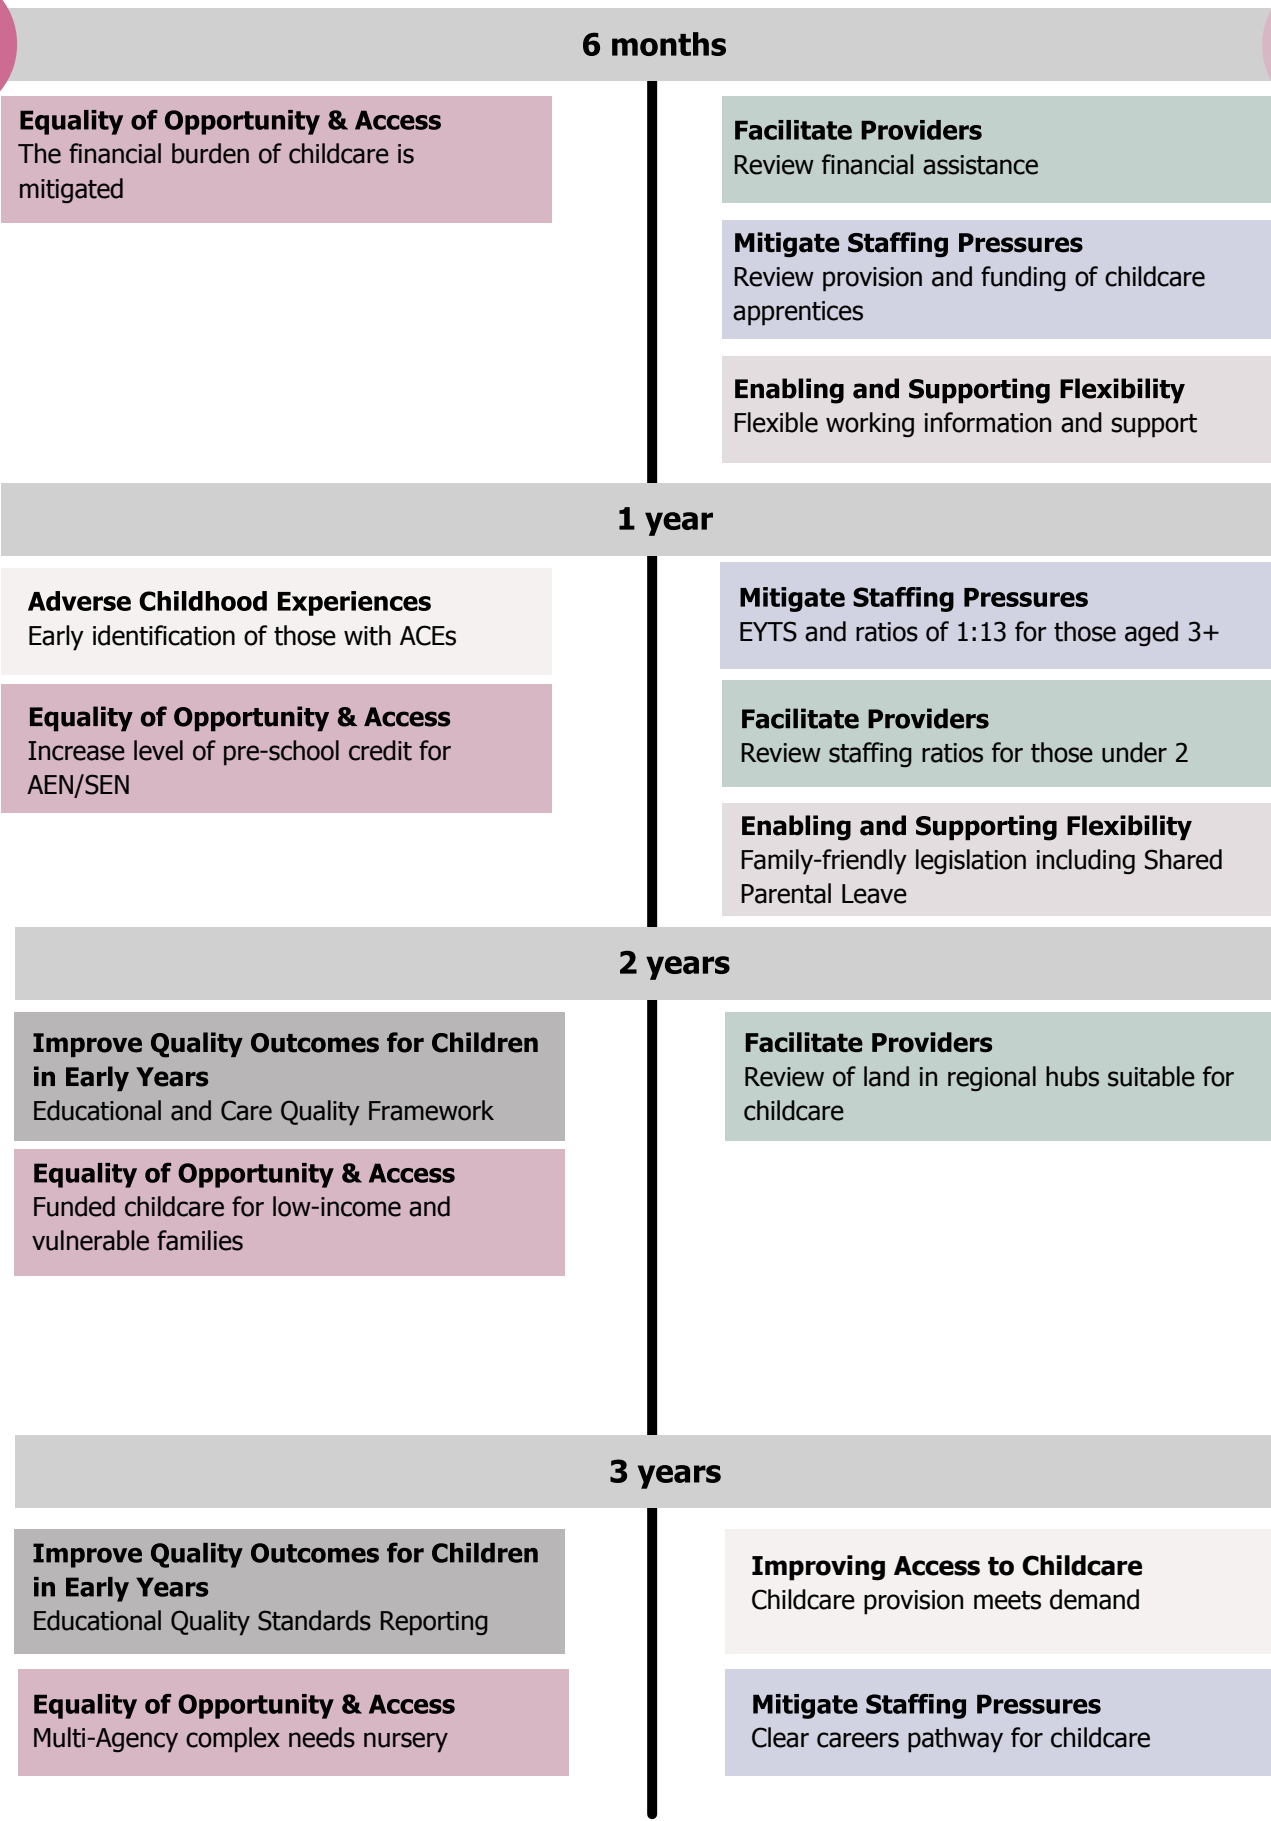 6 months
Equality of Opportunity & Access
The financial burden of childcare is
mitigated
Facilitate Providers
Review financial assistance
Mitigate Staffing Pressures
Review provision and funding of childcare
apprentices
Enabling and Supporting Flexibility
Flexible working information and support
1 year
Adverse Childhood Experiences
Early identification of those with ACEs
Equality of Opportunity & Access
Increase level of pre-school credit for
AEN/SEN
Mitigate Staffing Pressures
EYTS and ratios of 1:13 for those aged 3+
Facilitate Providers
Review staffing ratios for those under 2
Enabling and Supporting Flexibility
Family-friendly legislation including Shared
Parental Leave
2 years
Improve Quality Outcomes for Children
in Early Years
Educational and Care Quality Framework
Equality of Opportunity & Access
Funded childcare for low-income and
vulnerable families
Facilitate Providers
Review of land in regional hubs suitable for
childcare
3 years
Improve Quality Outcomes for Children
in Early Years
Educational Quality Standards Reporting
Equality of Opportunity & Access
Multi-Agency complex needs nursery
Improving Access to Childcare
Childcare provision meets demand
Mitigate Staffing Pressures
Clear careers pathway for childcare